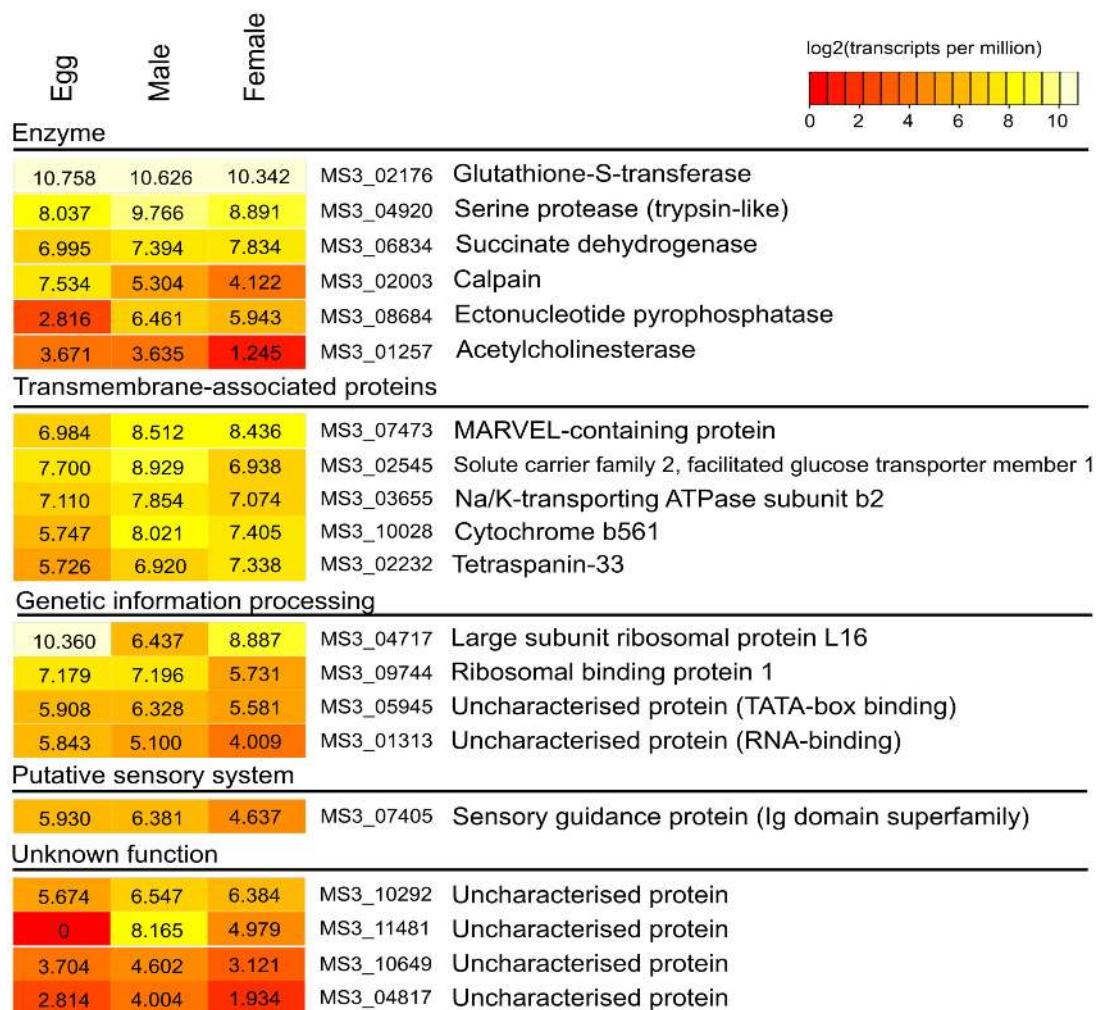 Egg Male Female
log2(transcripts per million)
0 2 4 6 8 10
Enzyme
10.758 10.626 10.342 MS3_02176 Glutathione-S-transferase
8.037 9.766 8.891 MS3_04920 Serine protease (trypsin-like)
6.995 7.394 7.834 MS3_06834 Succinate dehydrogenase
7.534 5.304 4.122 MS3_02003 Calpain
2.816 6.461 5.943 MS3_08684 Ectonucleotide pyrophosphatase
3.671 3.635 1.245 MS3_01257 Acetylcholinesterase
Transmembrane-associated proteins
6.984 8.512 8.436 MS3_07473 MARVEL-containing protein
7.700 8.929 6.938 MS3_02545 Solute carrier family 2, facilitated glucose transporter member 1
7.110 7.854 7.074 MS3_03655 Na/K-transporting ATPase subunit b2
5.747 8.021 7.405 MS3_10028 Cytochrome b561
5.726 6.920 7.338 MS3_02232 Tetraspanin-33
Genetic information processing
10.360 6.437 8.887 MS3_04717 Large subunit ribosomal protein L16
7.179 7.196 5.731 MS3_09744 Ribosomal binding protein 1
5.908 6.328 5.581 MS3_05945 Uncharacterised protein (TATA-box binding)
5.843 5.100 4.009 MS3_01313 Uncharacterised protein (RNA-binding)
Putative sensory system
5.930 6.381 4.637 MS3_07405 Sensory guidance protein (Ig domain superfamily)
Unknown function
5.674 6.547 6.384 MS3_10292 Uncharacterised protein
0 8.165 4.979 MS3_11481 Uncharacterised protein
3.704 4.602 3.121 MS3_10649 Uncharacterised protein
2.814 4.004 1.934 MS3_04817 Uncharacterised protein